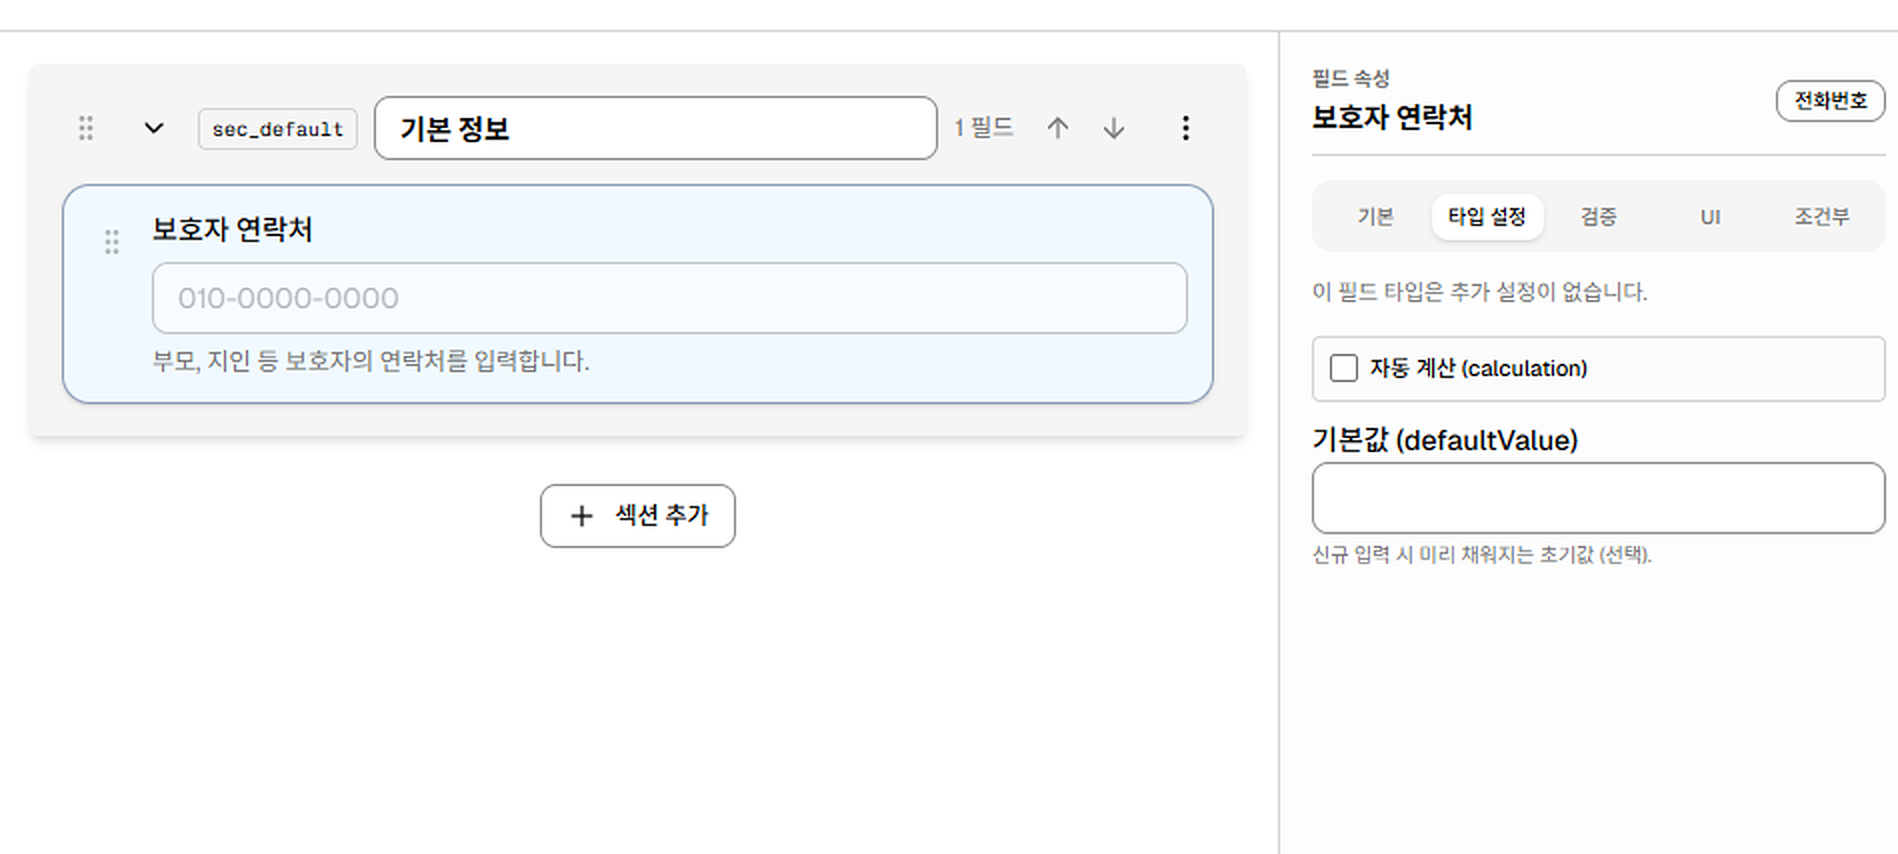 sec_default
기본 정보
1 필드
보호자 연락처
010-0000-0000
부모, 지인 등 보호자의 연락처를 입력합니다.
섹션 추가
필드 속성
보호자 연락처
전화번호
기본 타입 설정 검증 UI 조건부
이 필드 타입은 추가 설정이 없습니다.
자동 계산 (calculation)
기본값 (defaultValue)
신규 입력 시 미리 채워지는 초기값 (선택).